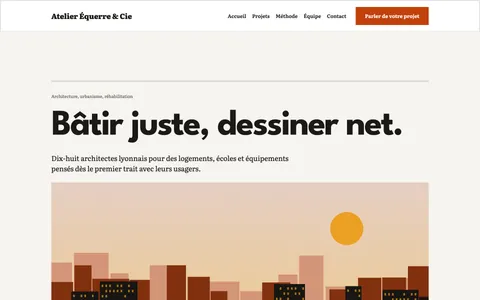 Atelier Équerre & Cie
Accueil
Projets
Méthode
Équipe
Contact
Parler de votre projet
Architecture, urbanisme, réhabilitation
Bâtir juste, dessiner net.
Dix-huit architectes lyonnais pour des logements, écoles et équipements
pensés dès le premier trait avec leurs usagers.